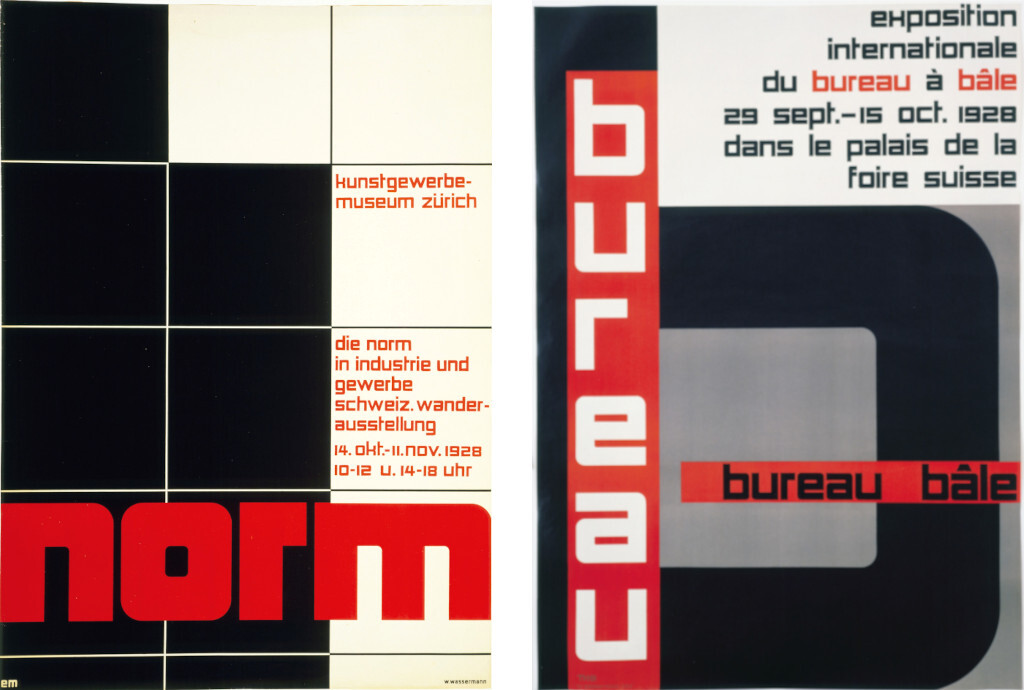 kunstgewerbe-
museum zürich
die norm
in industrie und
gewerbe
schweiz. wander-
ausstellung
14. okt.-11. nov. 1928
10-12 u. 14-18 uhr
norm
em
w wassermann
exposition
internationale
du bureau à bâle
29 sept.-15 oct. 1928
dans le palais de la
foire suisse
bureau
bureau bâle